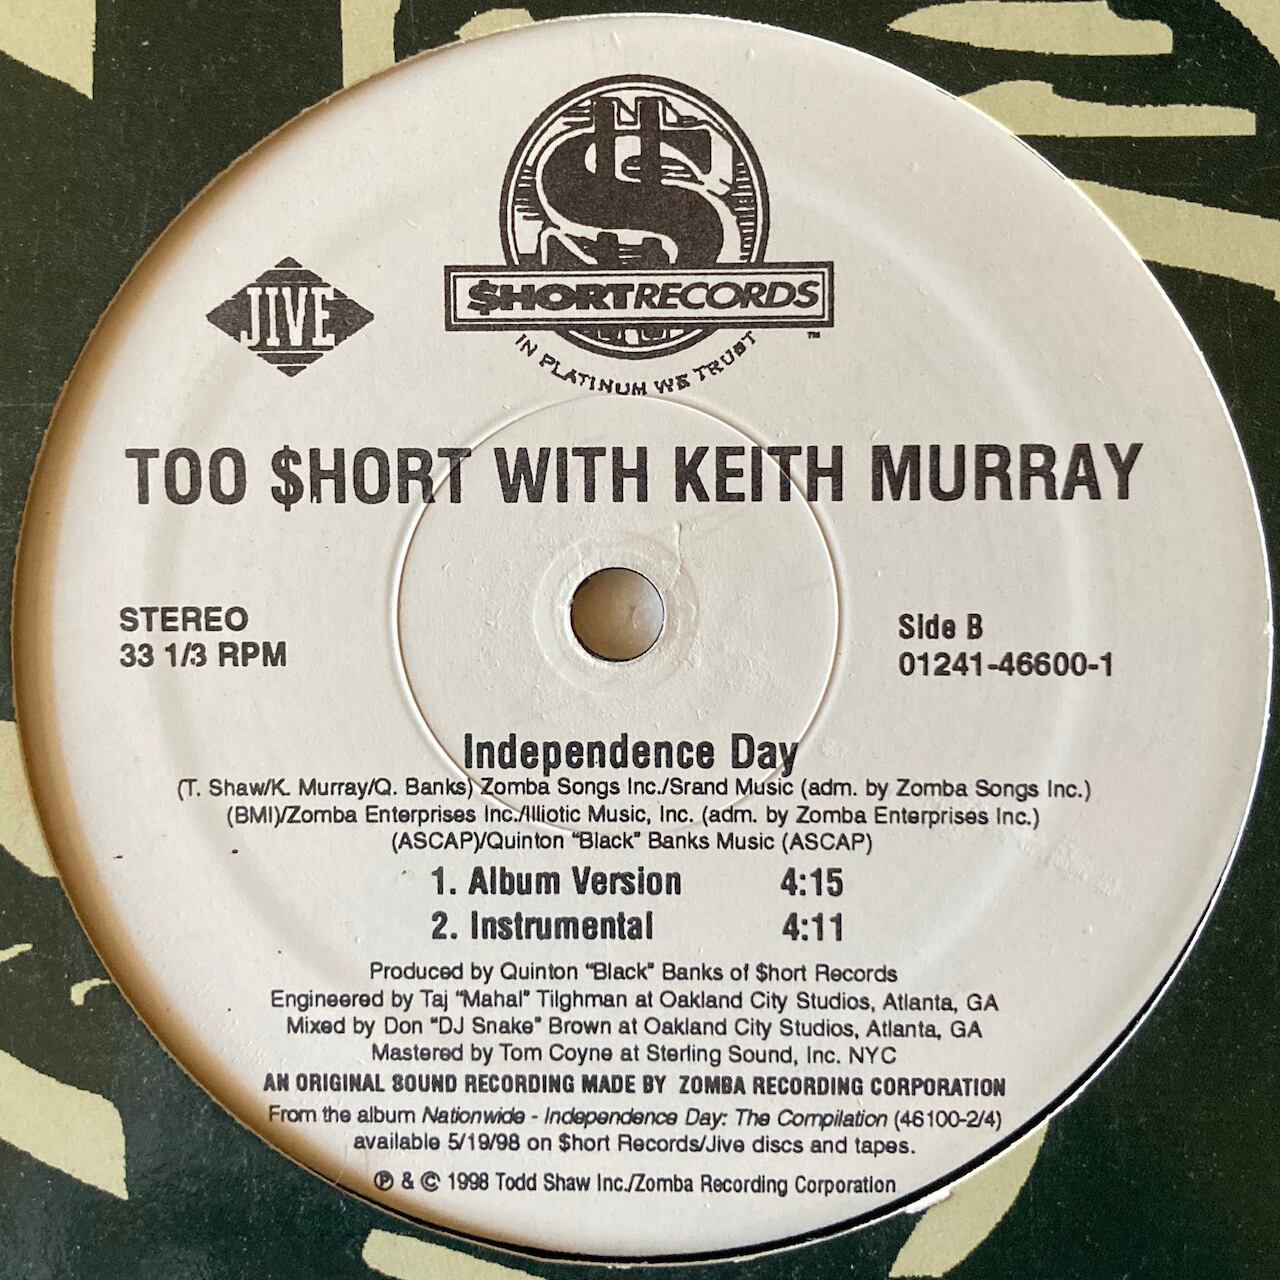 $HORTRECORDS
TM
JIVE
IN PLATINUM WE TRUST
TOO $HORT WITH KEITH MURRAY
STEREO
33 1/3 RPM
Side B
01241-46600-1
Independence Day
(T. Shaw/K. Murray/Q. Banks) Zomba Songs Inc./Srand Music (adm. by Zomba Songs Inc.)
(BMI)/Zomba Enterprises Inc./Illiotic Music, Inc. (adm. by Zomba Enterprises Inc.)
(ASCAP)/Quinton "Black" Banks Music (ASCAP)
1. Album Version 4:15
2. Instrumental 4:11
Produced by Quinton "Black" Banks of $hort Records
Engineered by Taj "Mahal" Tilghman at Oakland City Studios, Atlanta, GA
Mixed by Don "DJ Snake" Brown at Oakland City Studios, Atlanta, GA
Mastered by Tom Coyne at Sterling Sound, Inc. NYC
AN ORIGINAL SOUND RECORDING MADE BY ZOMBA RECORDING CORPORATION
From the album Nationwide - Independence Day: The Compilation (46100-2/4)
available 5/19/98 on $hort Records/Jive discs and tapes.
℗ & © 1998 Todd Shaw Inc./Zomba Recording Corporation